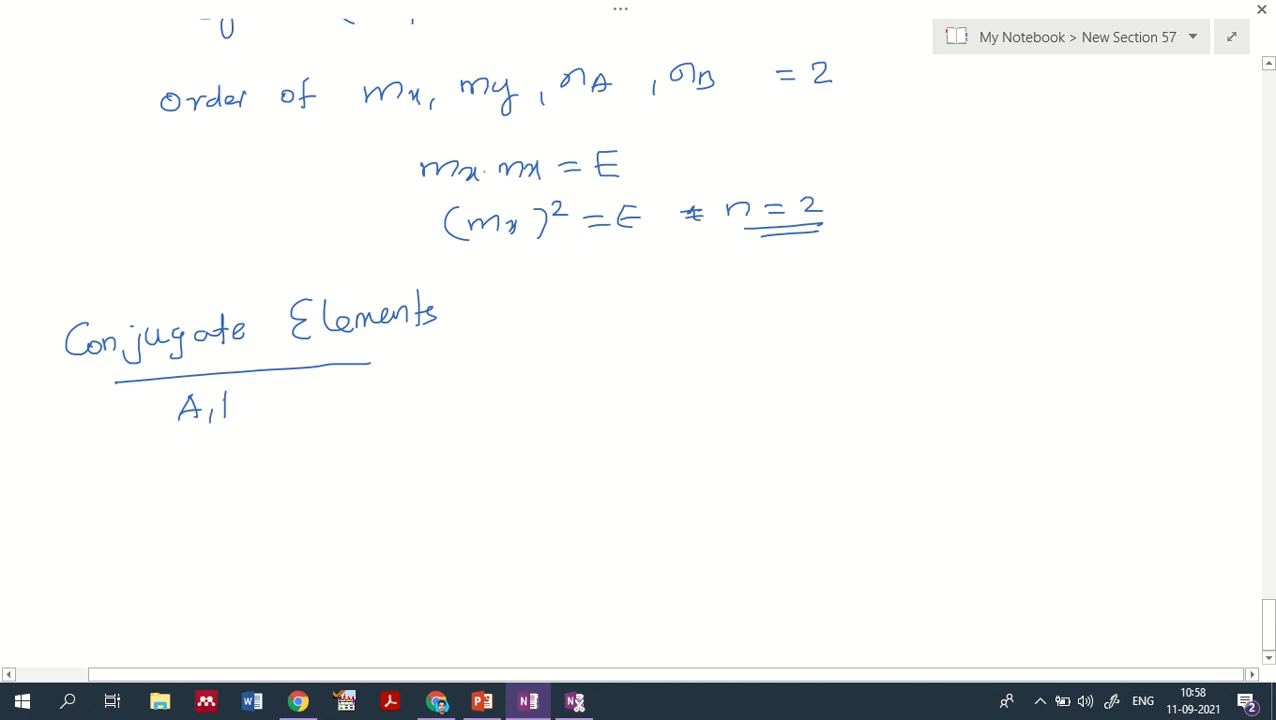 My Notebook > New Section 57
order of mx, my, σA, σB = 2
mx. mx = E
(mx)² = E n = 2
Conjugate Elements
A,
ENG
10:58
11-09-2021
2